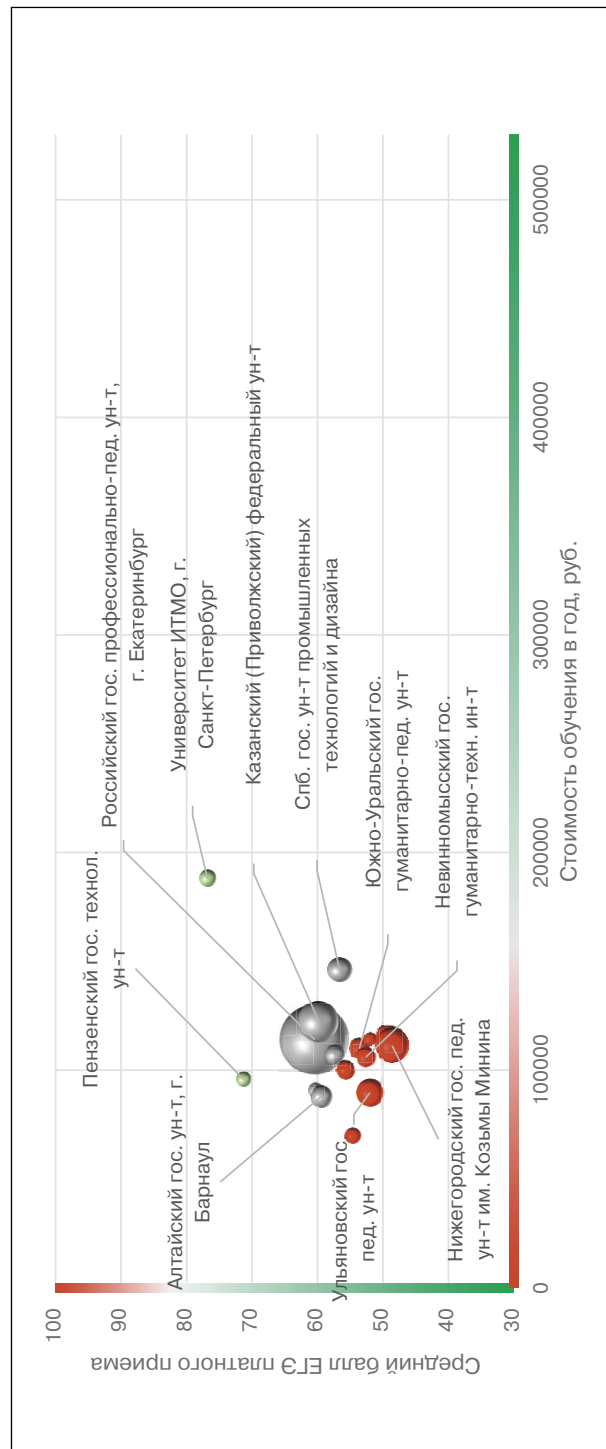 Средний балл ЕГЭ платного приема
100
90
80
70
60
50
40
30
Пензенский гос. технол.
ун-т
Алтайский гос. ун-т, г.
Барнаул
Российский гос. профессионально-пед. ун-т,
г. Екатеринбург
Университет ИТМО, г.
Санкт-Петербург
Казанский (Приволжский) федеральный ун-т
Спб. гос. ун-т промышленных
технологий и дизайна
Южно-Уральский гос.
гуманитарно-пед. ун-т
Невинномысский гос.
гуманитарно-техн. ин-т
Ульяновский гос.
пед. ун-т
Нижегородский гос. пед.
ун-т им. Козьмы Минина
0
100000
200000
300000
400000
500000
Стоимость обучения в год, руб.